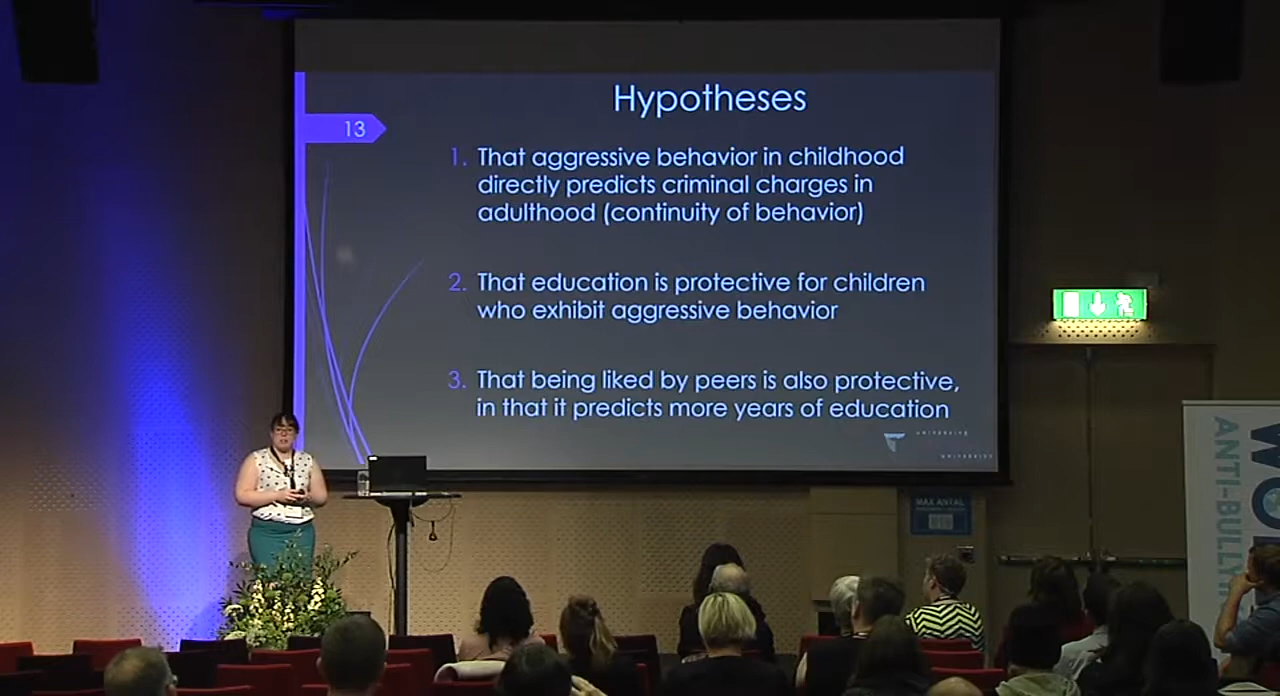 Hypotheses
13
1. That aggressive behavior in childhood
directly predicts criminal charges in
adulthood (continuity of behavior)
2. That education is protective for children
who exhibit aggressive behavior
3. That being liked by peers is also protective,
in that it predicts more years of education
MAX ANTAL
ANTI-BULLYI
WO